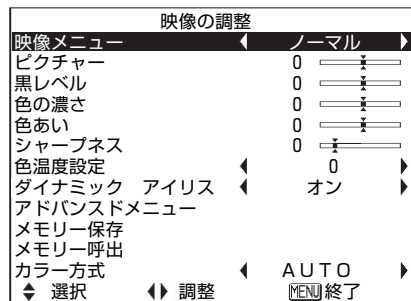 映像の調整
映像メニュー ノーマル
ピクチャー 0
黒レベル 0
色の濃さ 0
色あい 0
シャープネス 0
色温度設定 0
ダイナミック アイリス オン
アドバンスドメニュー
メモリー保存
メモリー呼出
カラー方式 AUTO
選択 調整 MENU 終了